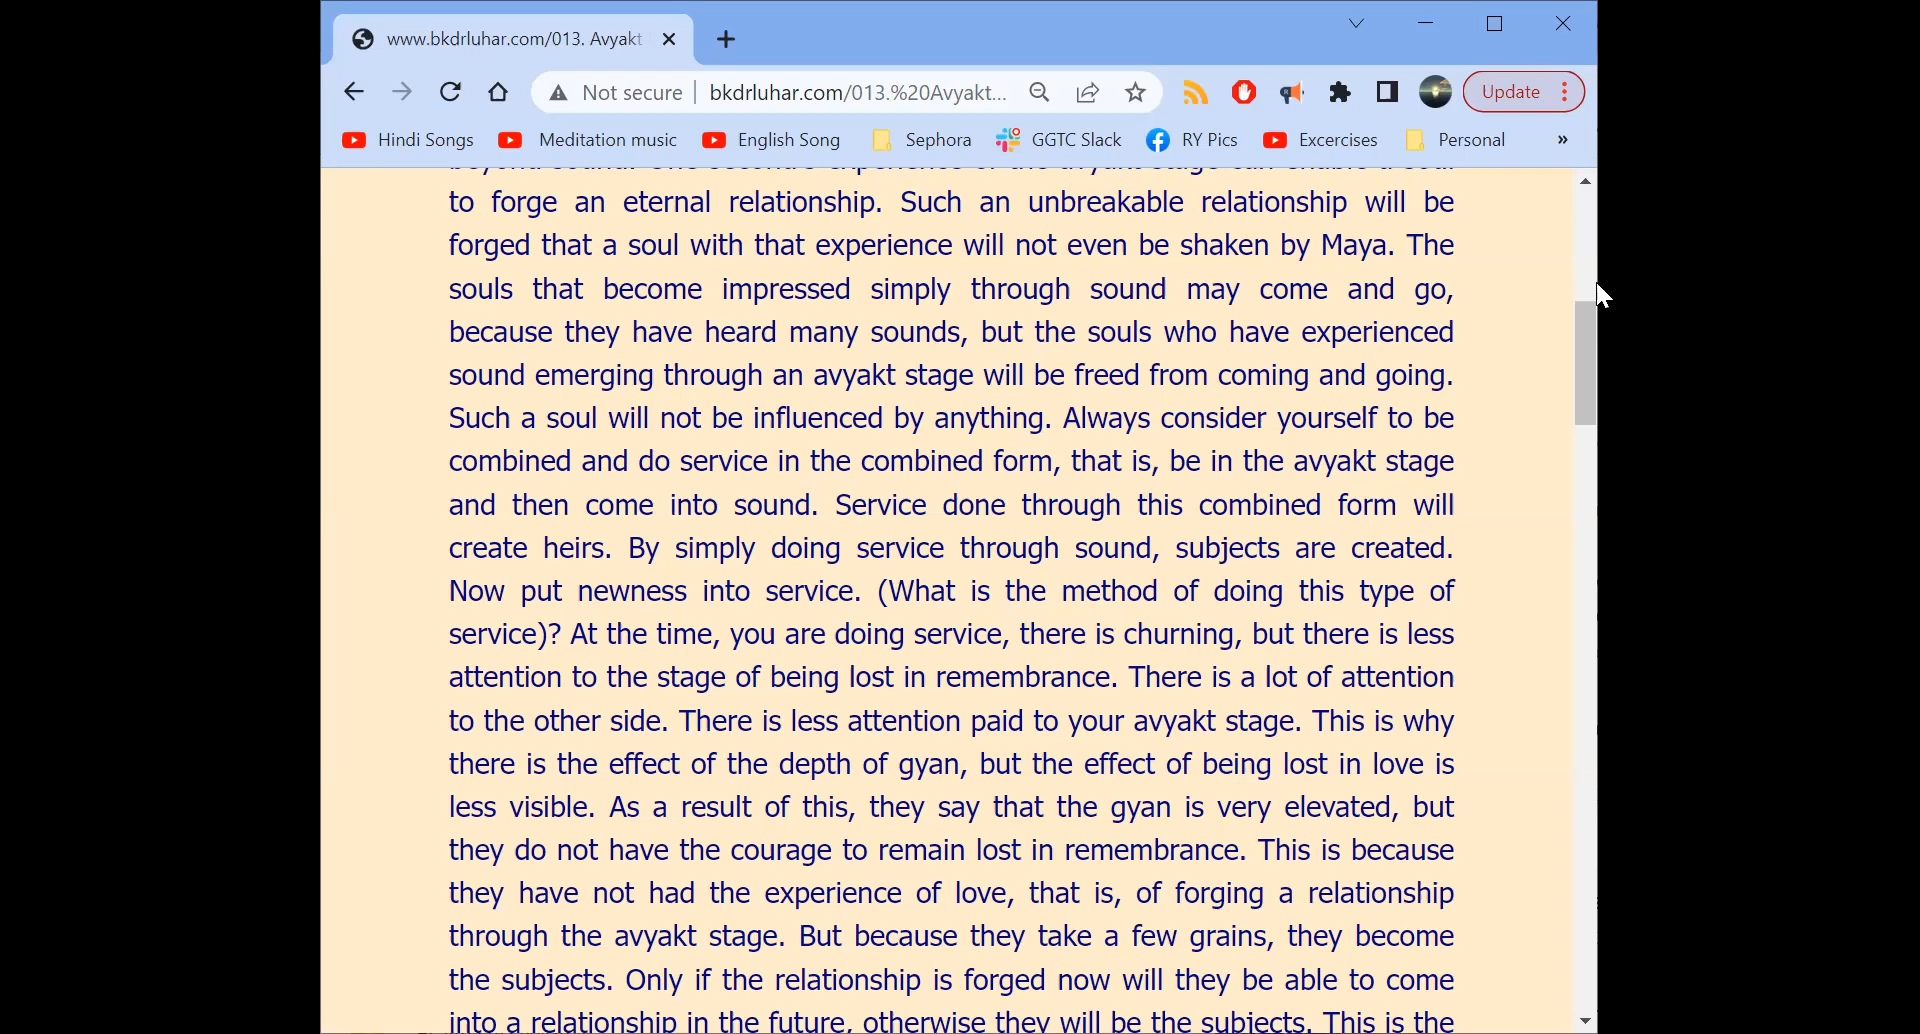 www.bkdrluhar.com/013. Avyakt
Not secure
bkdrluhar.com/013.%20Avyakt...
Update
Hindi Songs
Meditation music
English Song
Sephora
GGTC Slack
RY Pics
Excercises
Personal
»
beyond sound. One second's experience of the avyakt stage can enable a soul
to forge an eternal relationship. Such an unbreakable relationship will be
forged that a soul with that experience will not even be shaken by Maya. The
souls that become impressed simply through sound may come and go,
because they have heard many sounds, but the souls who have experienced
sound emerging through an avyakt stage will be freed from coming and going.
Such a soul will not be influenced by anything. Always consider yourself to be
combined and do service in the combined form, that is, be in the avyakt stage
and then come into sound. Service done through this combined form will
create heirs. By simply doing service through sound, subjects are created.
Now put newness into service. (What is the method of doing this type of
service)? At the time, you are doing service, there is churning, but there is less
attention to the stage of being lost in remembrance. There is a lot of attention
to the other side. There is less attention paid to your avyakt stage. This is why
there is the effect of the depth of gyan, but the effect of being lost in love is
less visible. As a result of this, they say that the gyan is very elevated, but
they do not have the courage to remain lost in remembrance. This is because
they have not had the experience of love, that is, of forging a relationship
through the avyakt stage. But because they take a few grains, they become
the subjects. Only if the relationship is forged now will they be able to come
into a relationship in the future, otherwise they will be the subjects. This is the